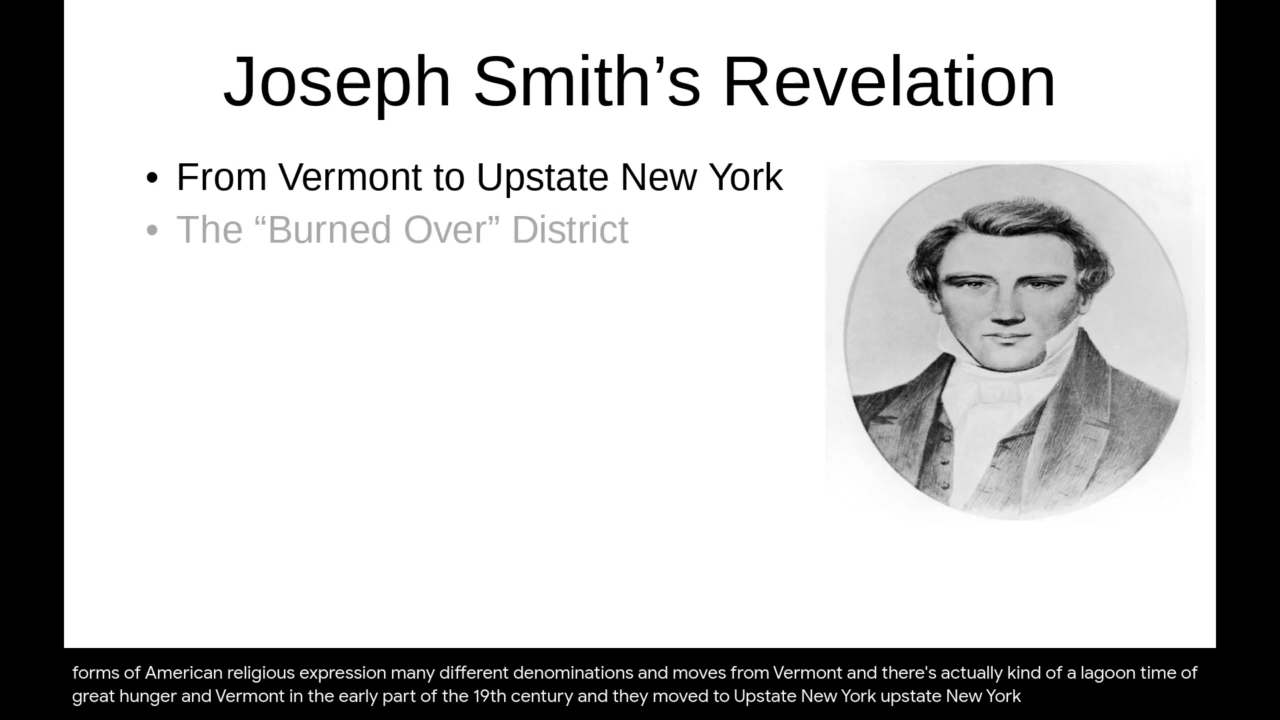 Joseph Smith’s Revelation
• From Vermont to Upstate New York
• The “Burned Over” District
forms of American religious expression many different denominations and moves from Vermont and there's actually kind of a lagoon time of
great hunger and Vermont in the early part of the 19th century and they moved to Upstate New York upstate New York